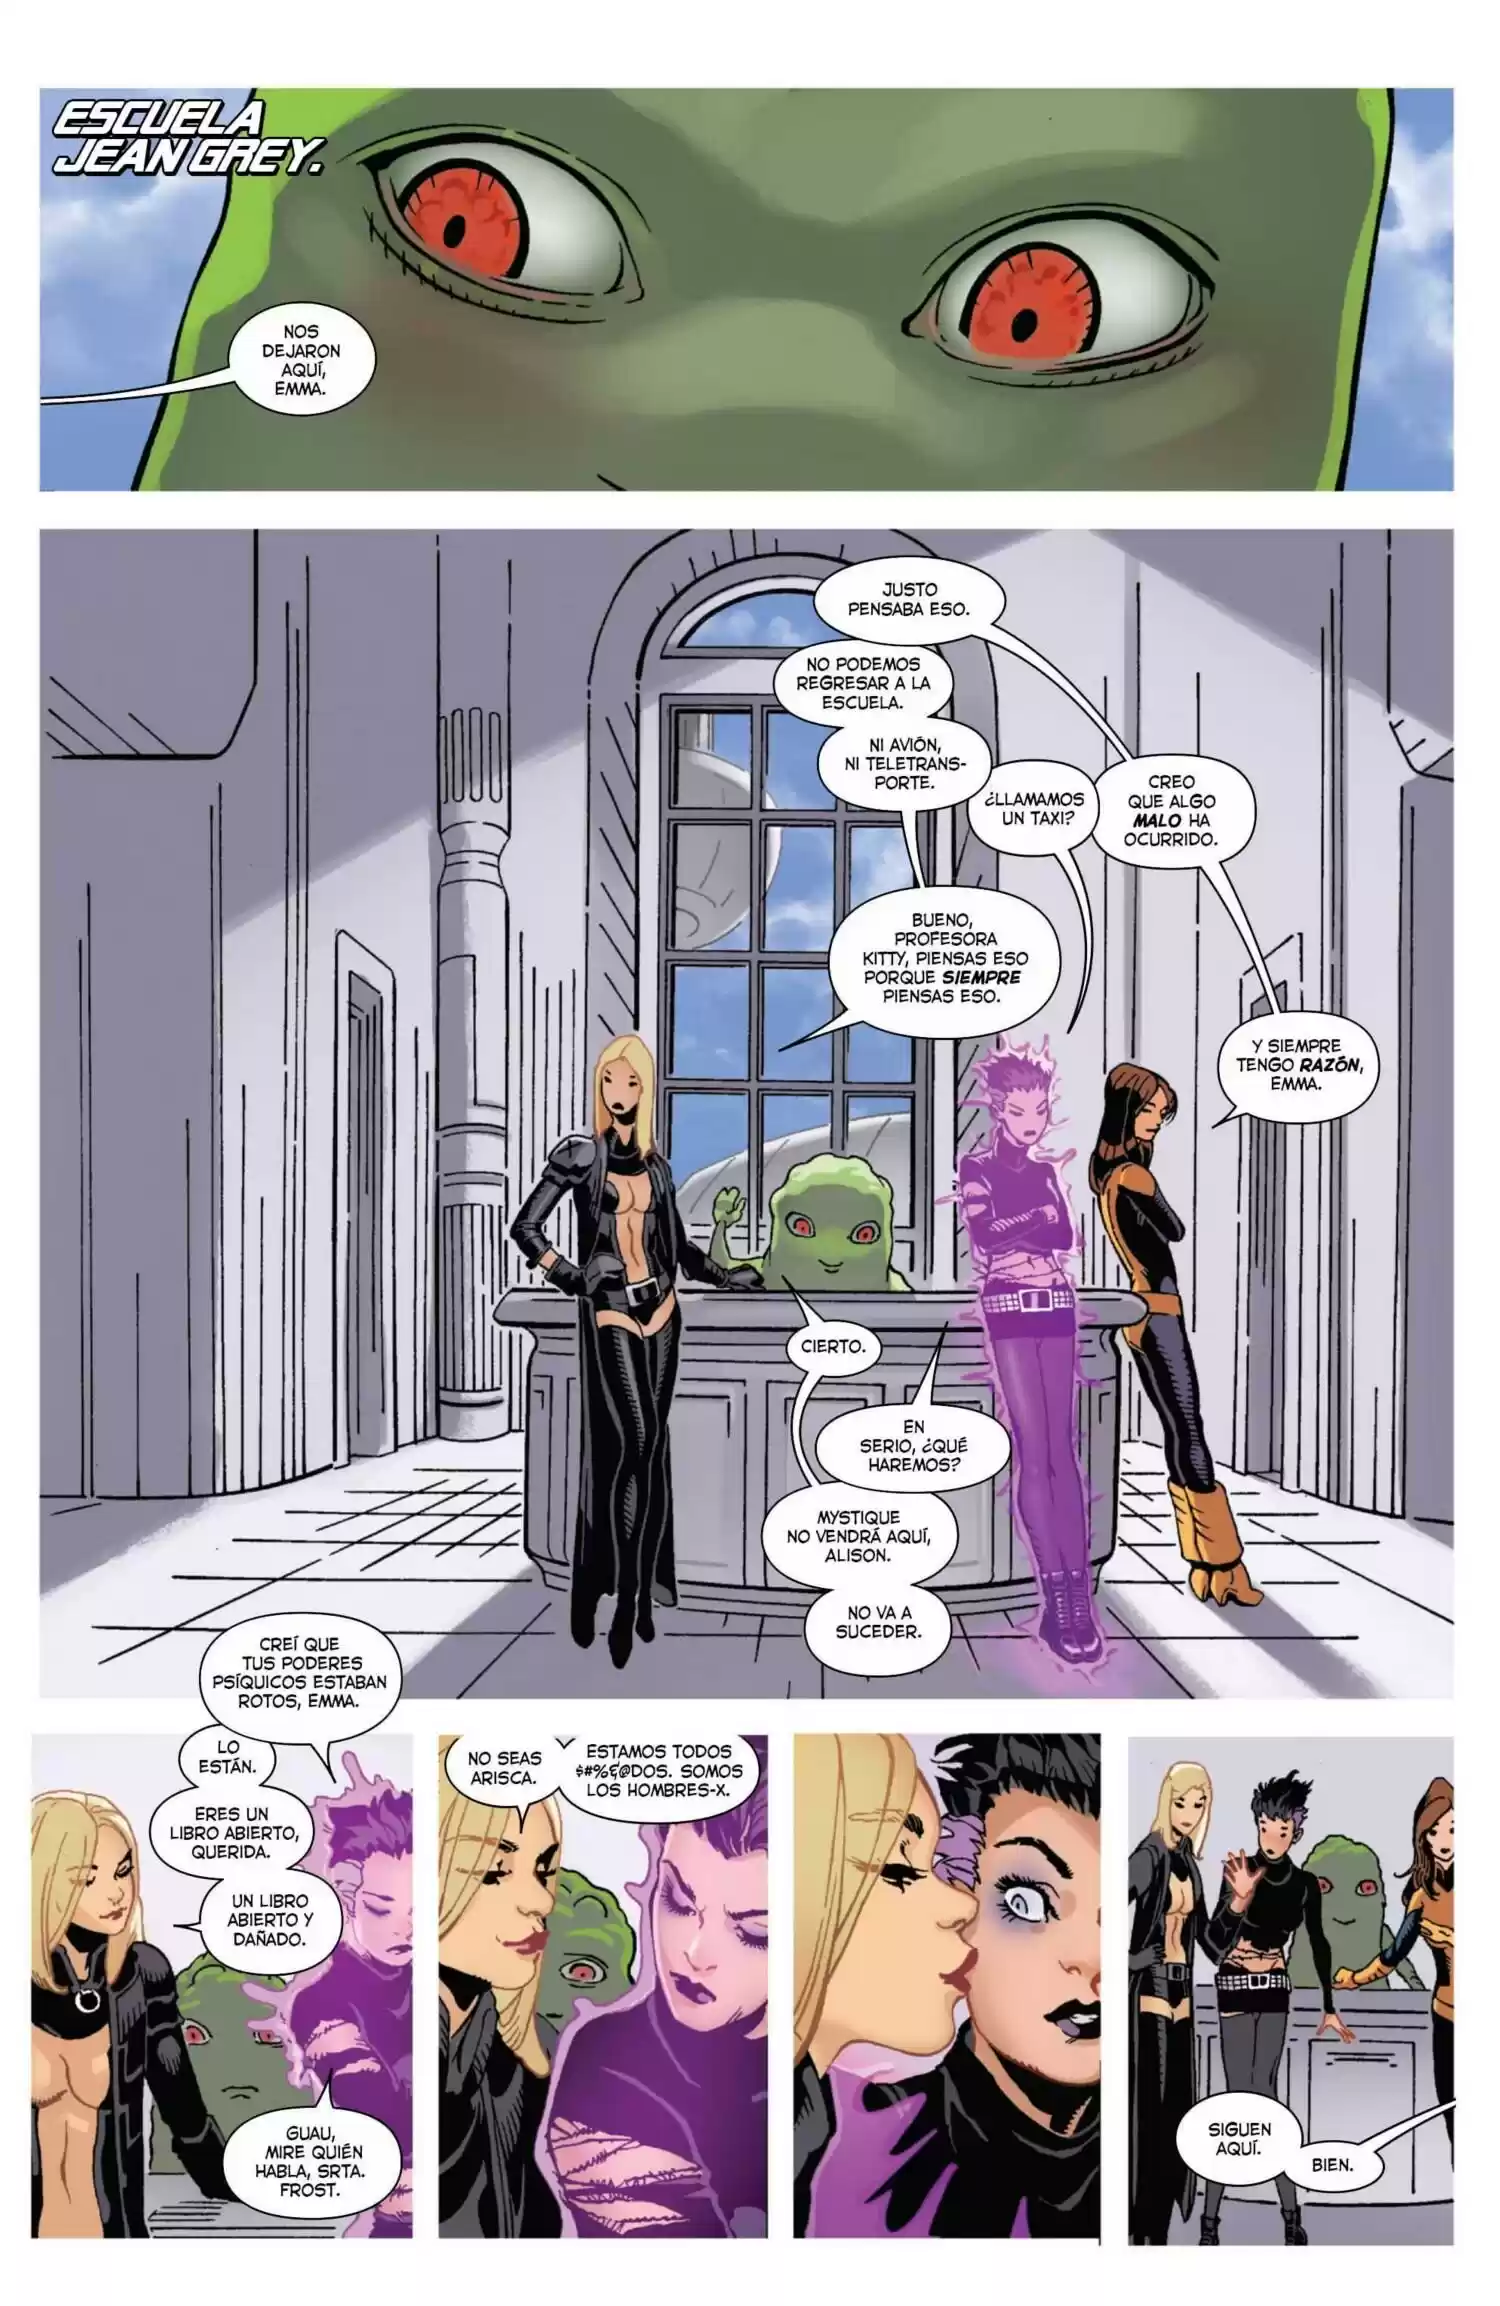 ESCUELA
JEAN GREY.
NOS
DEJARON
AQUÍ,
EMMA.
JUSTO
PENSABA ESO.
NO PODEMOS
REGRESAR A LA
ESCUELA.
NI AVIÓN,
NI TELETRANS-
PORTE.
¿LLAMAMOS
UN TAXI?
CREO
QUE ALGO
MALO HA
OCURRIDO.
BUENO,
PROFESORA
KITTY, PIENSAS ESO
PORQUE SIEMPRE
PIENSAS ESO.
Y SIEMPRE
TENGO RAZÓN,
EMMA.
CIERTO.
EN
SERIO, ¿QUÉ
HAREMOS?
MYSTIQUE
NO VENDRÁ AQUÍ,
ALISON.
NO VA A
SUCEDER.
CREÍ QUE
TUS PODERES
PSÍQUICOS ESTABAN
ROTOS, EMMA.
LO
ESTÁN.
ERES UN
LIBRO ABIERTO,
QUERIDA.
UN LIBRO
ABIERTO Y
DAÑADO.
GUAU,
MIRE QUIÉN
HABLA, SRTA.
FROST.
NO SEAS
ARISCA.
ESTAMOS TODOS
$#%&@DOS. SOMOS
LOS HOMBRES-X.
SIGUEN
AQUÍ.
BIEN.